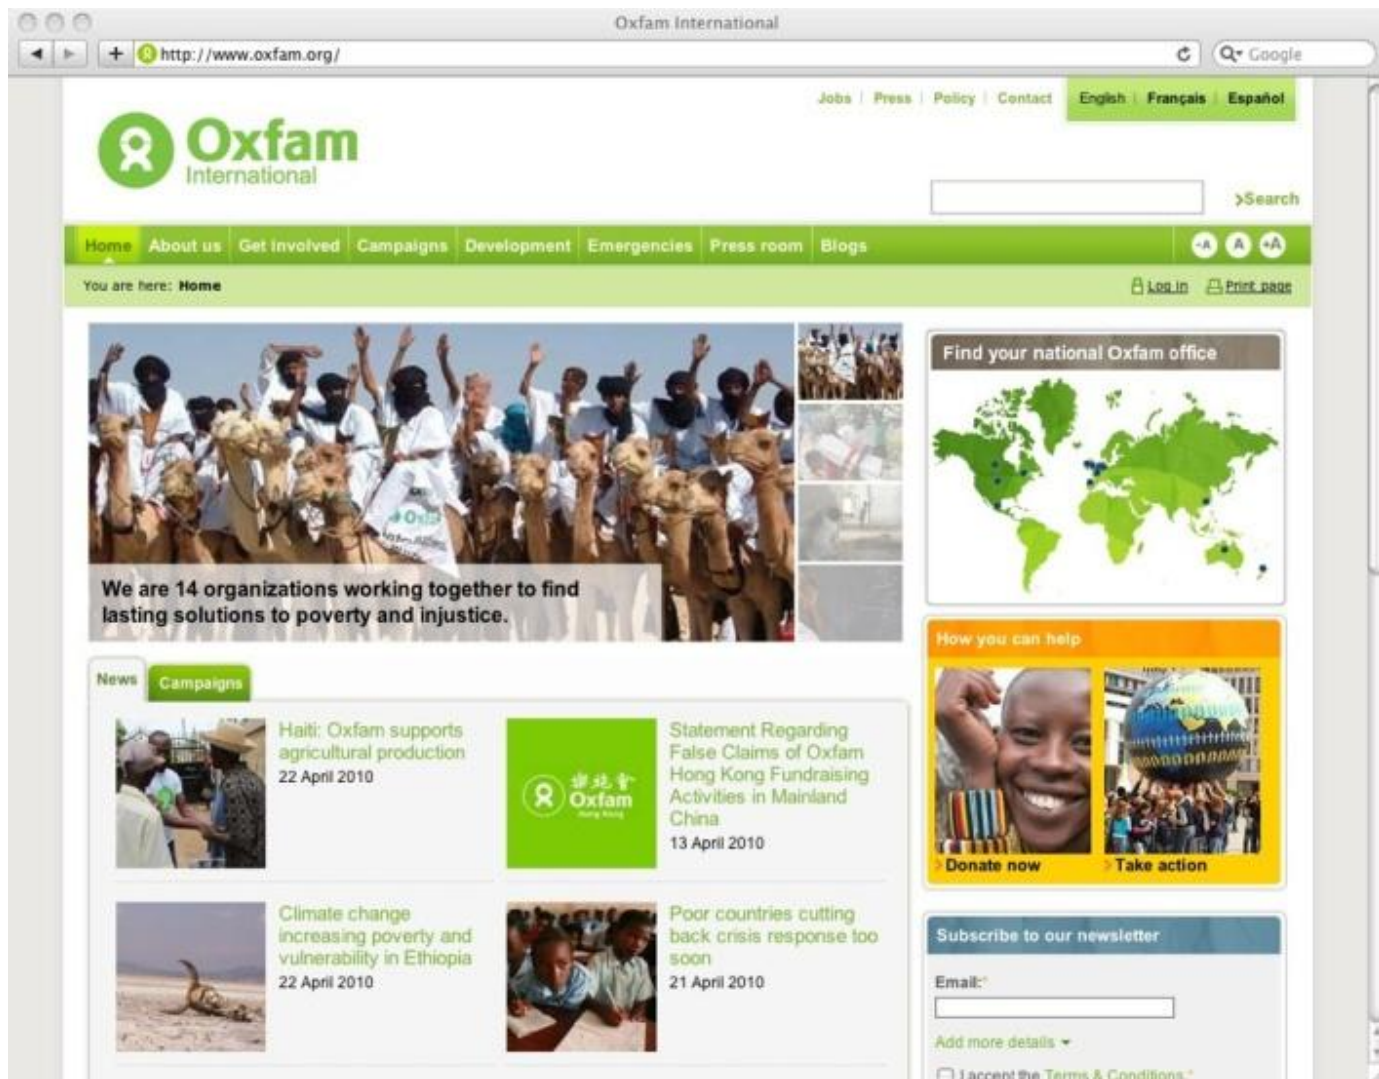 Oxfam International
http://www.oxfam.org/
Google
Jobs | Press | Policy | Contact
English | Français | Español
Oxfam
International
>Search
Home
About us
Get involved
Campaigns
Development
Emergencies
Press room
Blogs
-A A +A
You are here: Home
Log in
Print page
We are 14 organizations working together to find
lasting solutions to poverty and injustice.
Find your national Oxfam office
How you can help
> Donate now
> Take action
News
Campaigns
Haiti: Oxfam supports
agricultural production
22 April 2010
樂施會
Oxfam
Hong Kong
Statement Regarding
False Claims of Oxfam
Hong Kong Fundraising
Activities in Mainland
China
13 April 2010
Climate change
increasing poverty and
vulnerability in Ethiopia
22 April 2010
Poor countries cutting
back crisis response too
soon
21 April 2010
Subscribe to our newsletter
Email:*
Add more details
I accept the Terms & Conditions *